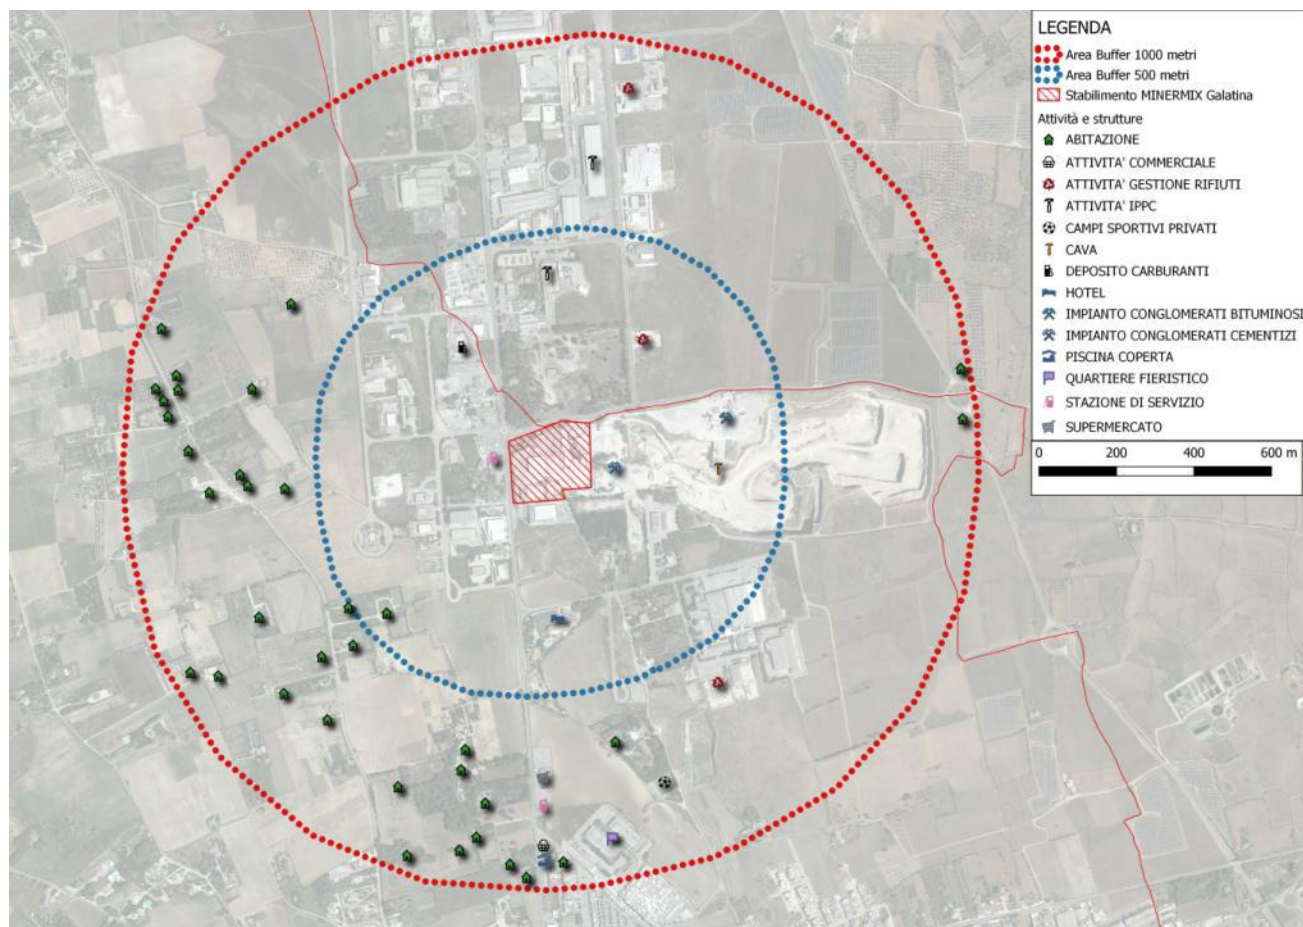 LEGENDA
Area Buffer 1000 metri
Area Buffer 500 metri
Stabilimento MINERMIX Galatina
Attività e strutture
ABITAZIONE
ATTIVITA' COMMERCIALE
ATTIVITA' GESTIONE RIFIUTI
ATTIVITA' IPPC
CAMPI SPORTIVI PRIVATI
CAVA
DEPOSITO CARBURANTI
HOTEL
IMPIANTO CONGLOMERATI BITUMINOSI
IMPIANTO CONGLOMERATI CEMENTIZI
PISCINA COPERTA
QUARTIERE FIERISTICO
STAZIONE DI SERVIZIO
SUPERMERCATO
0 300 600 m